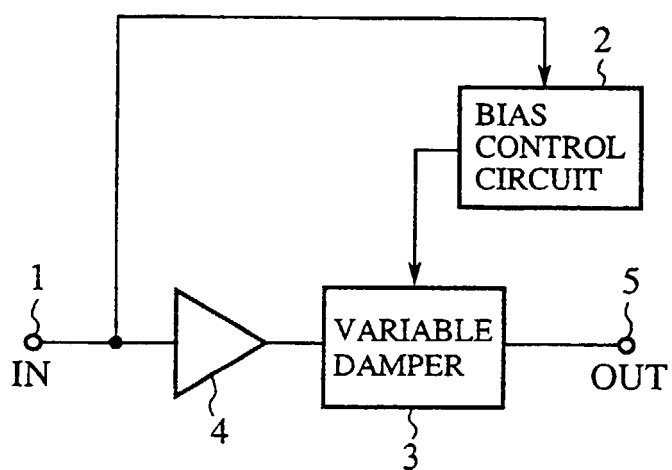 2
BIAS
CONTROL
CIRCUIT
1
5
IN
VARIABLE
DAMPER
OUT
4
3